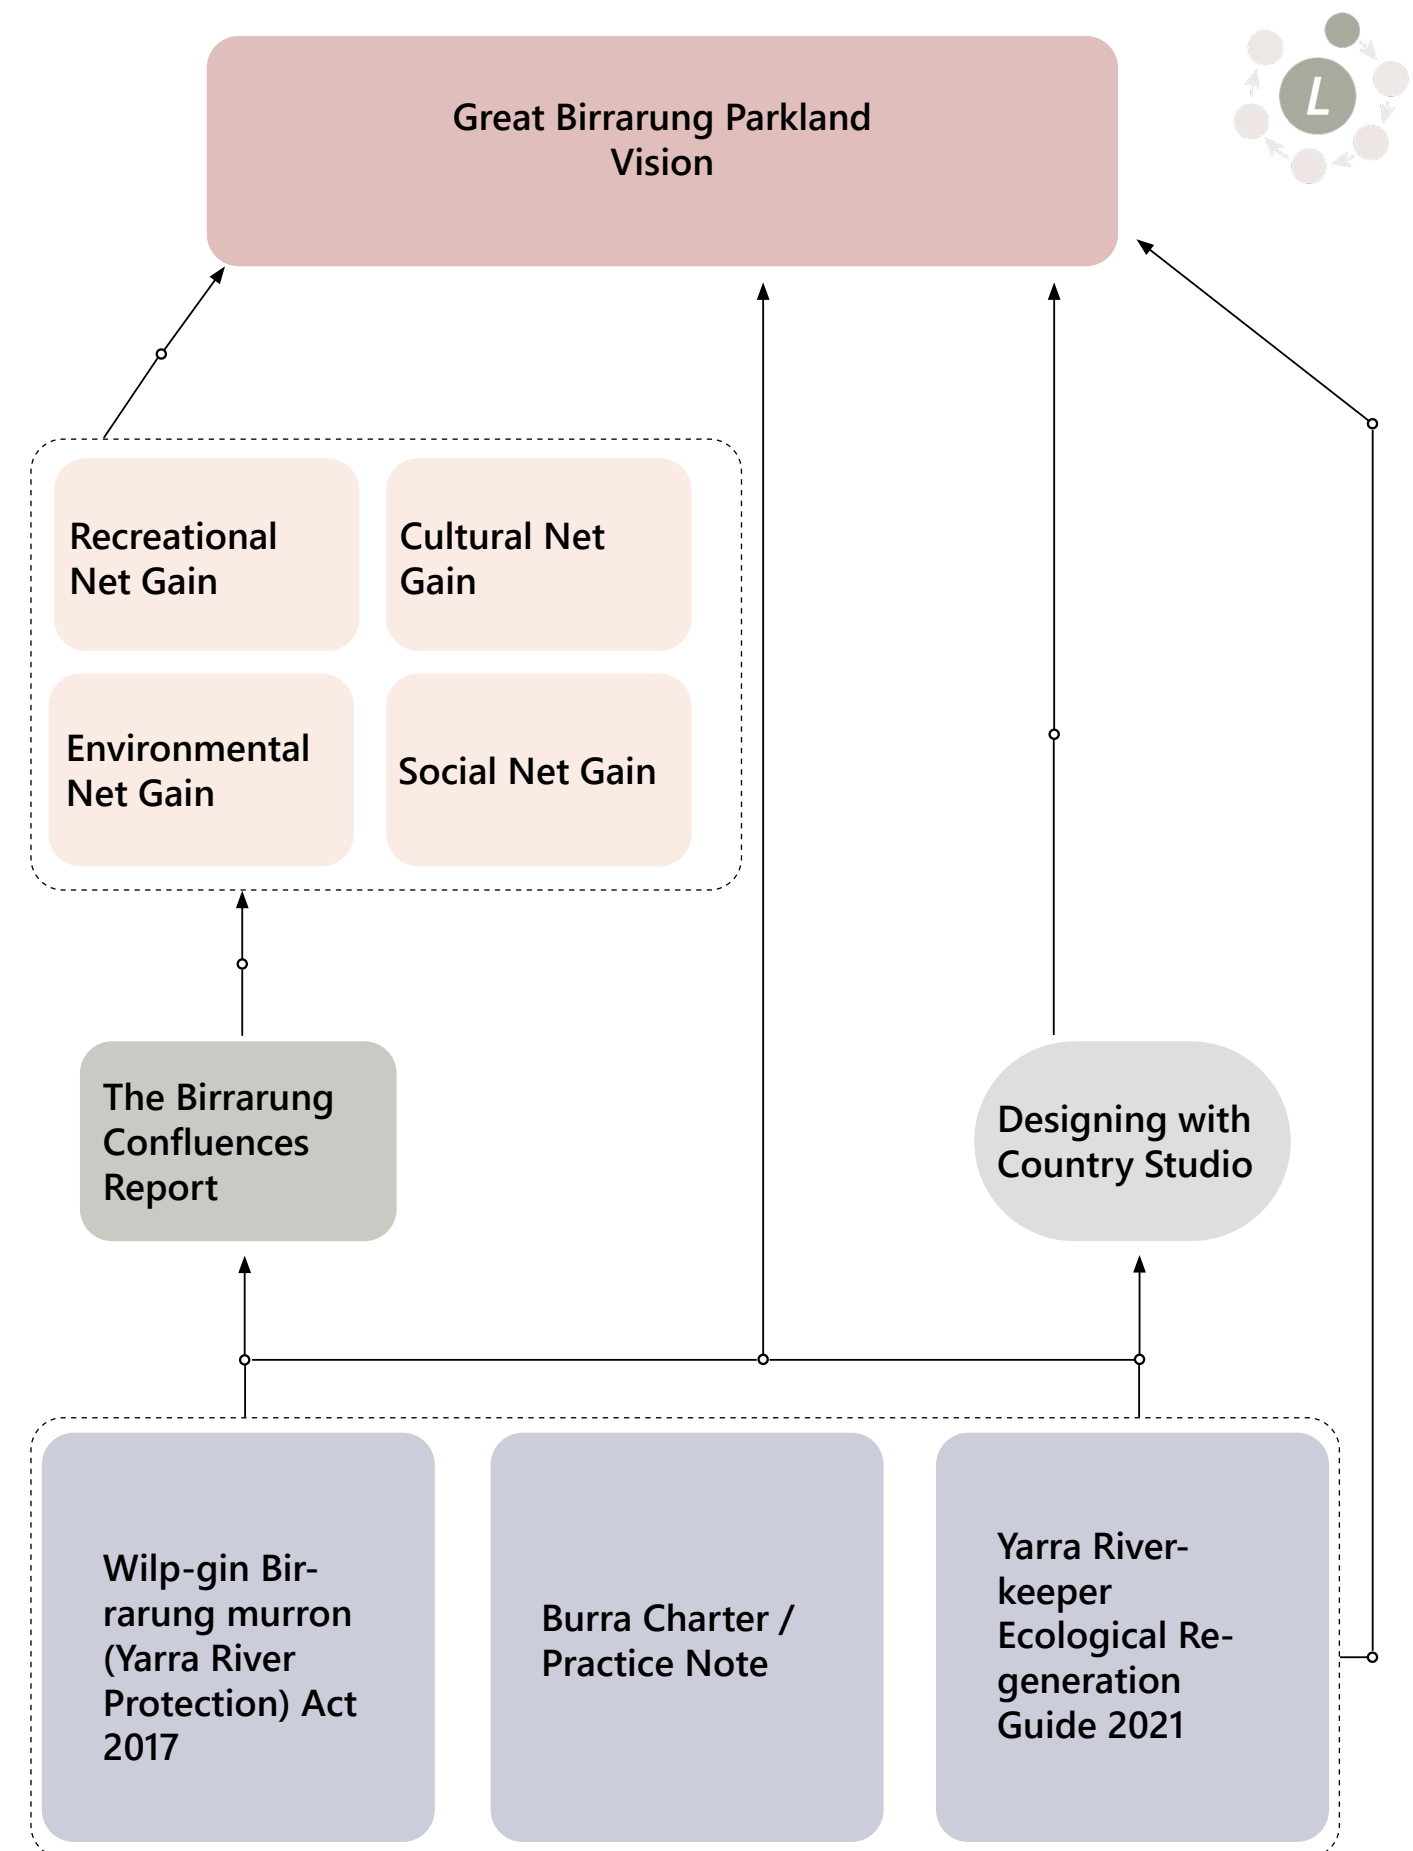 Great Birrarung Parkland
Vision
L
Recreational
Net Gain
Cultural Net
Gain
Environmental
Net Gain
Social Net Gain
The Birrarung
Confluences
Report
Designing with
Country Studio
Wilp-gin Bir-
rarung murron
(Yarra River
Protection) Act
2017
Burra Charter /
Practice Note
Yarra River-
keeper
Ecological Re-
generation
Guide 2021